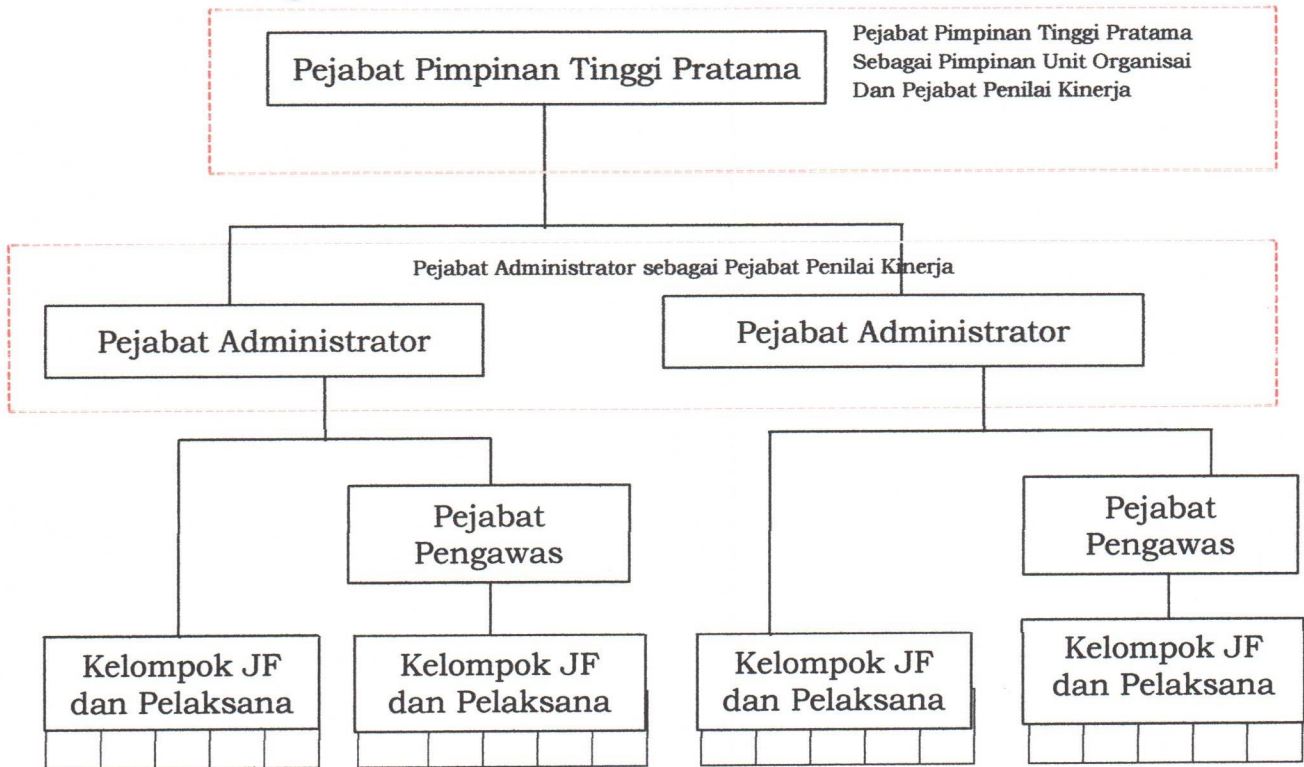 Pejabat Pimpinan Tinggi Pratama
Pejabat Pimpinan Tinggi Pratama
Sebagai Pimpinan Unit Organisai
Dan Pejabat Penilai Kinerja
Pejabat Administrator sebagai Pejabat Penilai Kinerja
Pejabat Administrator
Pejabat Administrator
Pejabat
Pengawas
Pejabat
Pengawas
Kelompok JF
dan Pelaksana
Kelompok JF
dan Pelaksana
Kelompok JF
dan Pelaksana
Kelompok JF
dan Pelaksana